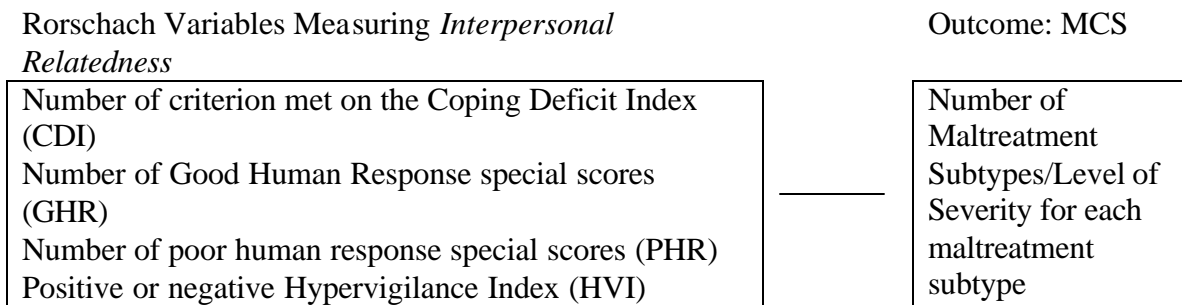 Rorschach Variables Measuring Interpersonal
Relatedness
Outcome: MCS
Number of criterion met on the Coping Deficit Index
(CDI)
Number of Good Human Response special scores
(GHR)
Number of poor human response special scores (PHR)
Positive or negative Hypervigilance Index (HVI)
Number of
Maltreatment
Subtypes/Level of
Severity for each
maltreatment
subtype